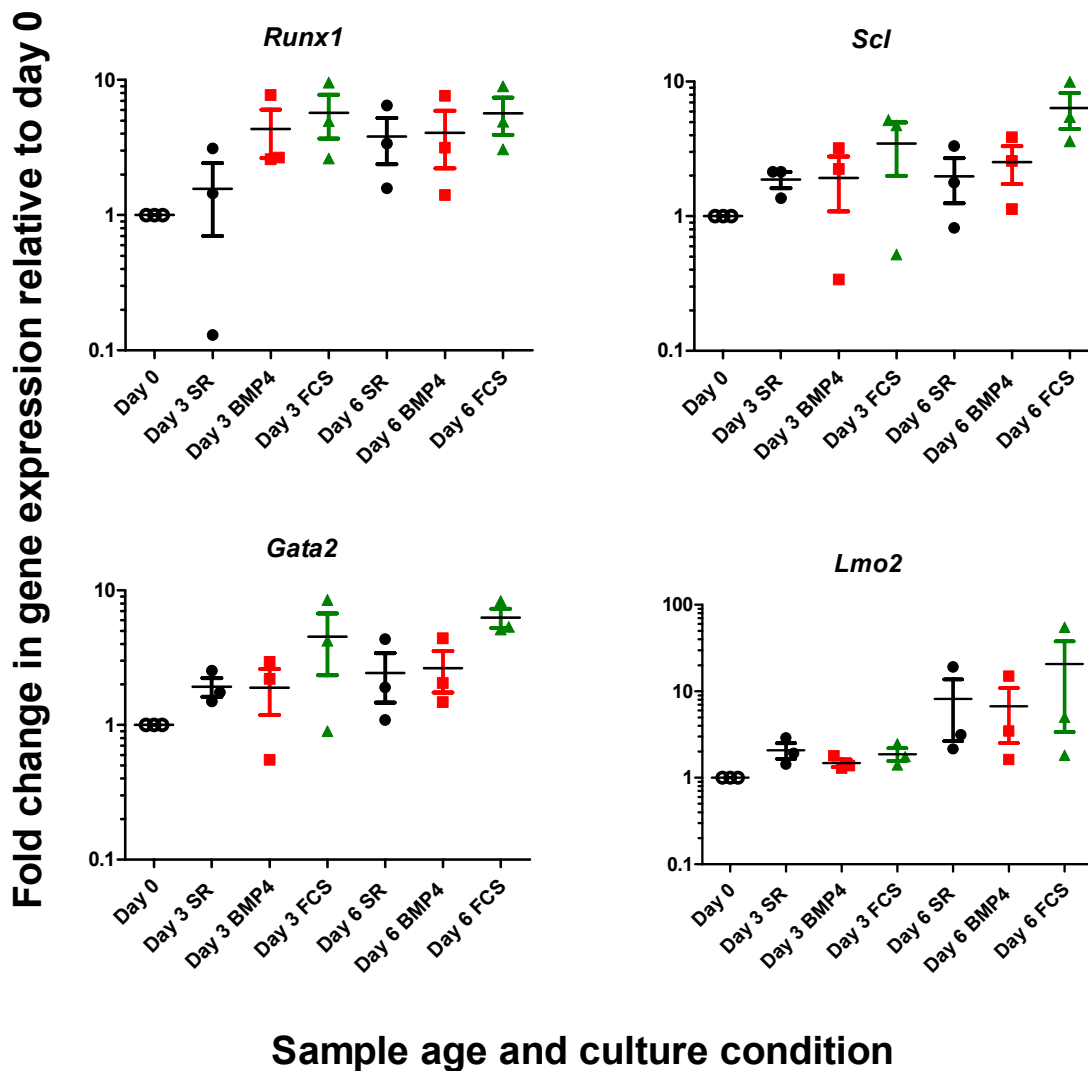 Fold change in gene expression relative to day 0
Runx1
10
1
0.1
Day 0
Day 3 SR
Day 3 BMP4
Day 3 FCS
Day 6 SR
Day 6 BMP4
Day 6 FCS
Scl
10
1
0.1
Day 0
Day 3 SR
Day 3 BMP4
Day 3 FCS
Day 6 SR
Day 6 BMP4
Day 6 FCS
Gata2
10
1
0.1
Day 0
Day 3 SR
Day 3 BMP4
Day 3 FCS
Day 6 SR
Day 6 BMP4
Day 6 FCS
Lmo2
100
10
1
0.1
Day 0
Day 3 SR
Day 3 BMP4
Day 3 FCS
Day 6 SR
Day 6 BMP4
Day 6 FCS
Sample age and culture condition